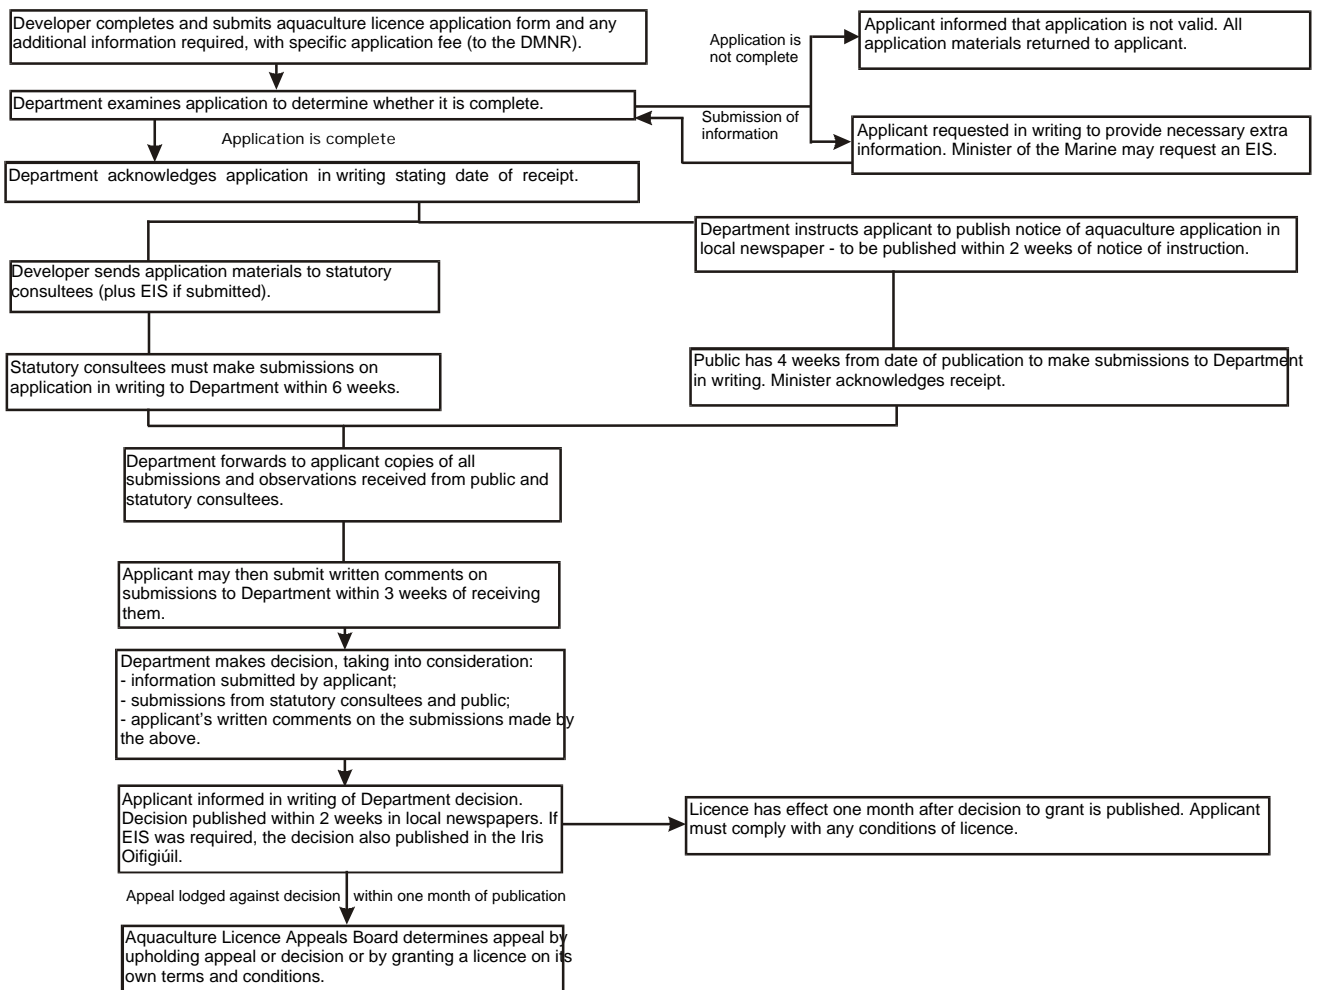 Developer completes and submits aquaculture licence application form and any
additional information required, with specific application fee (to the DMNR).
Application is
not complete
Applicant informed that application is not valid. All
application materials returned to applicant.
Department examines application to determine whether it is complete.
Submission of
information
Applicant requested in writing to provide necessary extra
information. Minister of the Marine may request an EIS.
Application is complete
Department acknowledges application in writing stating date of receipt.
Department instructs applicant to publish notice of aquaculture application in
local newspaper - to be published within 2 weeks of notice of instruction.
Developer sends application materials to statutory
consultees (plus EIS if submitted).
Statutory consultees must make submissions on
application in writing to Department within 6 weeks.
Public has 4 weeks from date of publication to make submissions to Department
in writing. Minister acknowledges receipt.
Department forwards to applicant copies of all
submissions and observations received from public and
statutory consultees.
Applicant may then submit written comments on
submissions to Department within 3 weeks of receiving
them.
Department makes decision, taking into consideration:
- information submitted by applicant;
- submissions from statutory consultees and public;
- applicant's written comments on the submissions made by
the above.
Applicant informed in writing of Department decision.
Decision published within 2 weeks in local newspapers. If
EIS was required, the decision also published in the Iris
Oifigiúil.
Licence has effect one month after decision to grant is published. Applicant
must comply with any conditions of licence.
Appeal lodged against decision within one month of publication
Aquaculture Licence Appeals Board determines appeal by
upholding appeal or decision or by granting a licence on its
own terms and conditions.